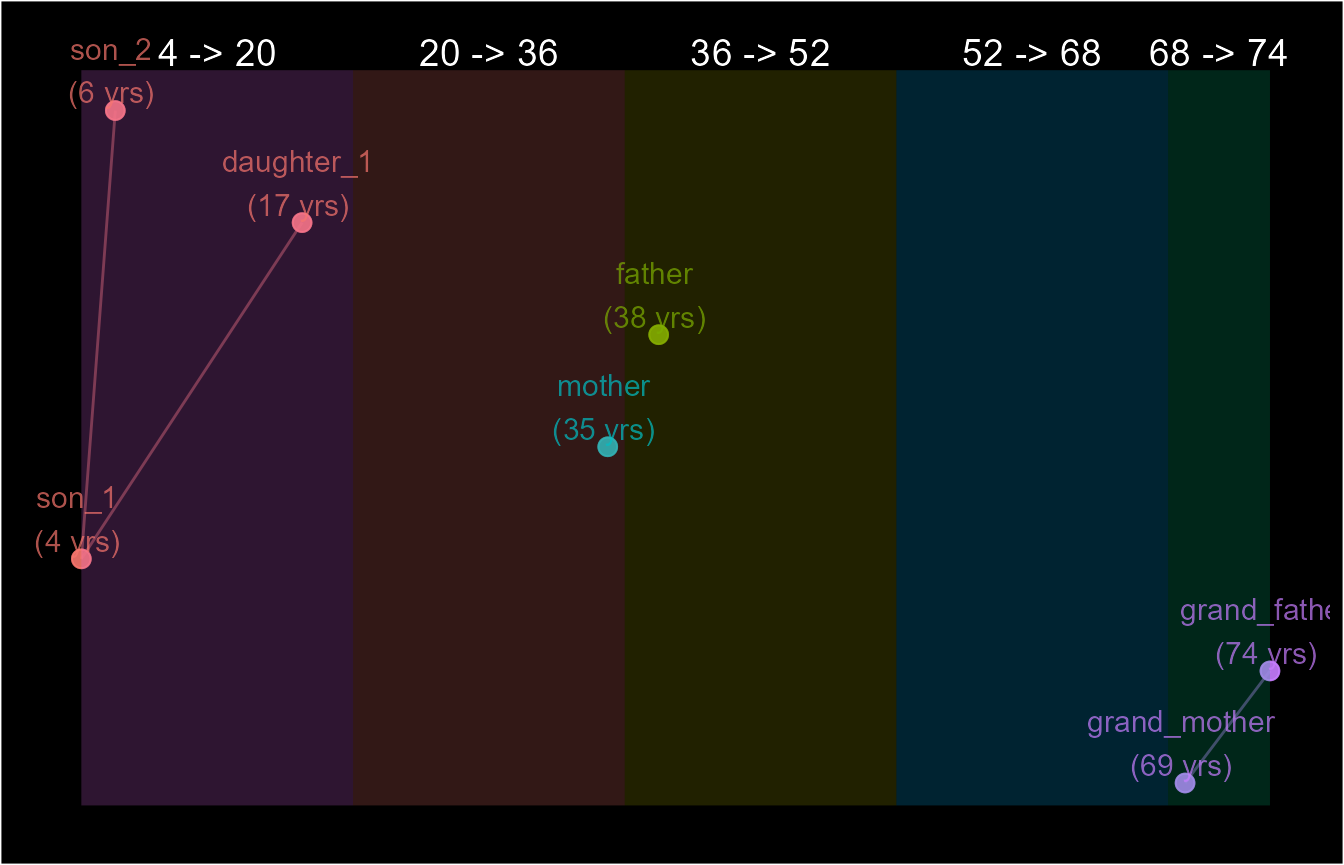 son_2
4 -> 20
20 -> 36
36 -> 52
52 -> 68
68 -> 74
(6 yrs)
daughter_1
(17 yrs)
father
(38 yrs)
mother
(35 yrs)
son_1
(4 yrs)
grand_fathe
(74 yrs)
grand_mother
(69 yrs)